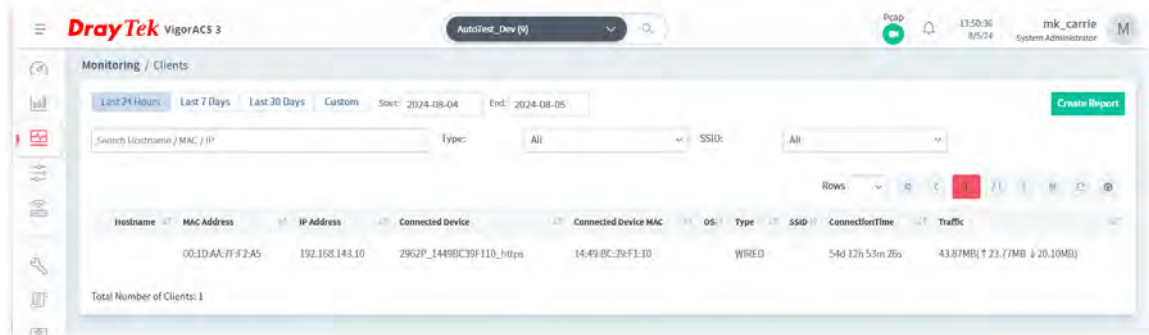 DrayTek VigorACS 3
AutoTest_Dev (9)
Pcap
13:50:36
8/5/24
mk_carrie
System Administrator
M
Monitoring / Clients
Last 24 Hours Last 7 Days Last 30 Days Custom Start: 2024-08-04 End: 2024-08-05 Create Report
Search Hostname / MAC / IP Type: All SSID: All
Rows
Hostname MAC Address IP Address Connected Device Connected Device MAC OS Type SSID ConnectionTime Traffic
00:1D:AA:7F:F2:A5 192.168.143.10 2962P_1449BC39F110_https 14:49:BC:39:F1:10 WIRED 54d 12h 53m 26s 43.87MB(↑23.77MB ↓20.10MB)
Total Number of Clients: 1